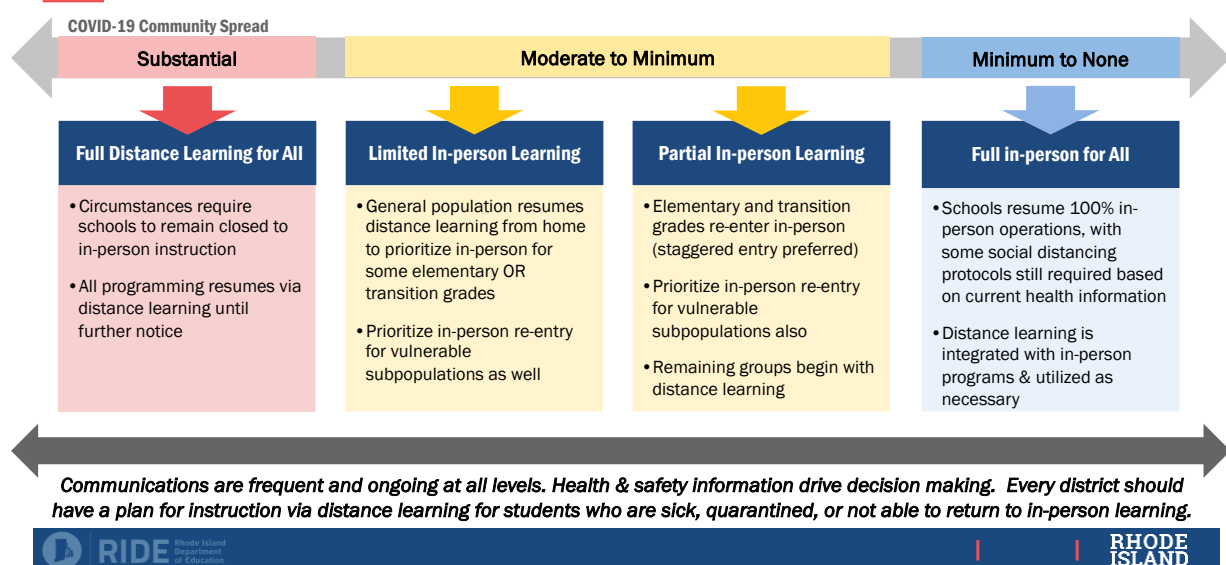 COVID-19 Community Spread
Substantial
Moderate to Minimum
Minimum to None
Full Distance Learning for All
•Circumstances require
schools to remain closed to
in-person instruction
•All programming resumes via
distance learning until
further notice
Limited In-person Learning
•General population resumes
distance learning from home
to prioritize in-person for
some elementary OR
transition grades
•Prioritize in-person re-entry
for vulnerable
subpopulations as well
Partial In-person Learning
•Elementary and transition
grades re-enter in-person
(staggered entry preferred)
•Prioritize in-person re-entry
for vulnerable
subpopulations also
•Remaining groups begin with
distance learning
Full in-person for All
•Schools resume 100% in-
person operations, with
some social distancing
protocols still required based
on current health information
•Distance learning is
integrated with in-person
programs & utilized as
necessary
Communications are frequent and ongoing at all levels. Health & safety information drive decision making. Every district should
have a plan for instruction via distance learning for students who are sick, quarantined, or not able to return to in-person learning.
RIDE
Rhode Island
Department
of Education
RHODE
ISLAND